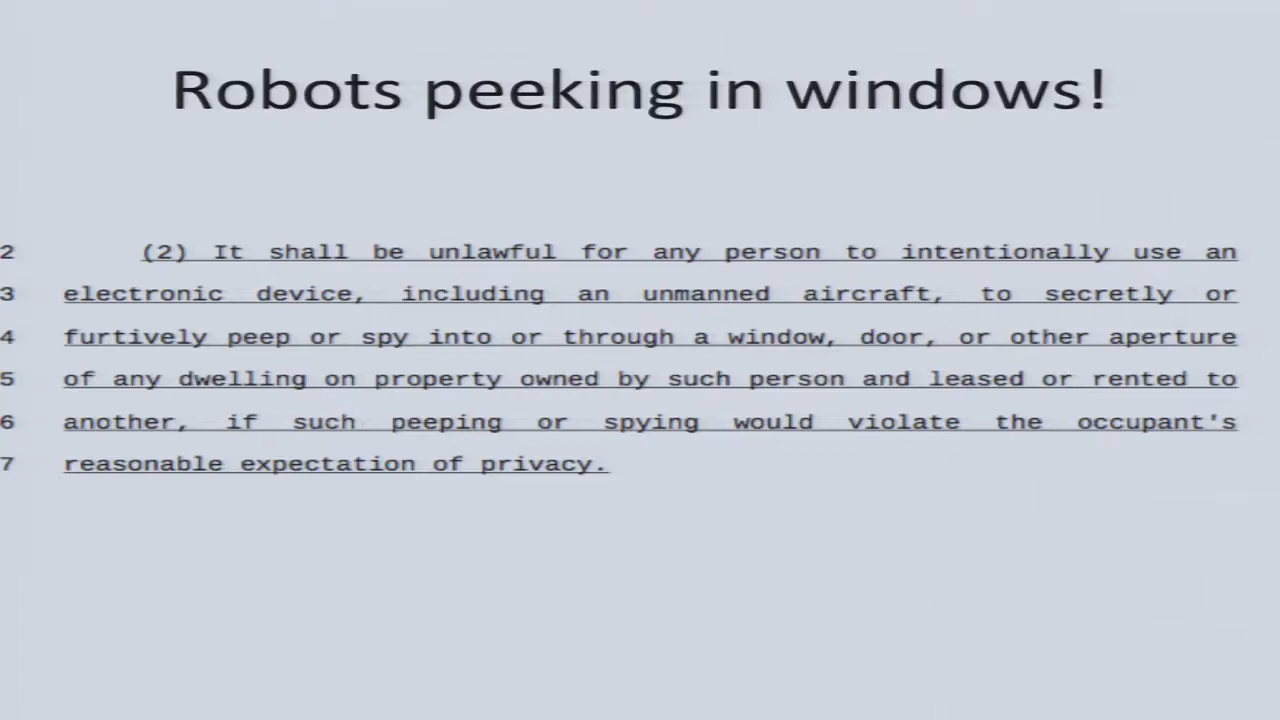 Robots peeking in windows!
2 (2) It shall be unlawful for any person to intentionally use an
3 electronic device, including an unmanned aircraft, to secretly or
4 furtively peep or spy into or through a window, door, or other aperture
5 of any dwelling on property owned by such person and leased or rented to
6 another, if such peeping or spying would violate the occupant's
7 reasonable expectation of privacy.